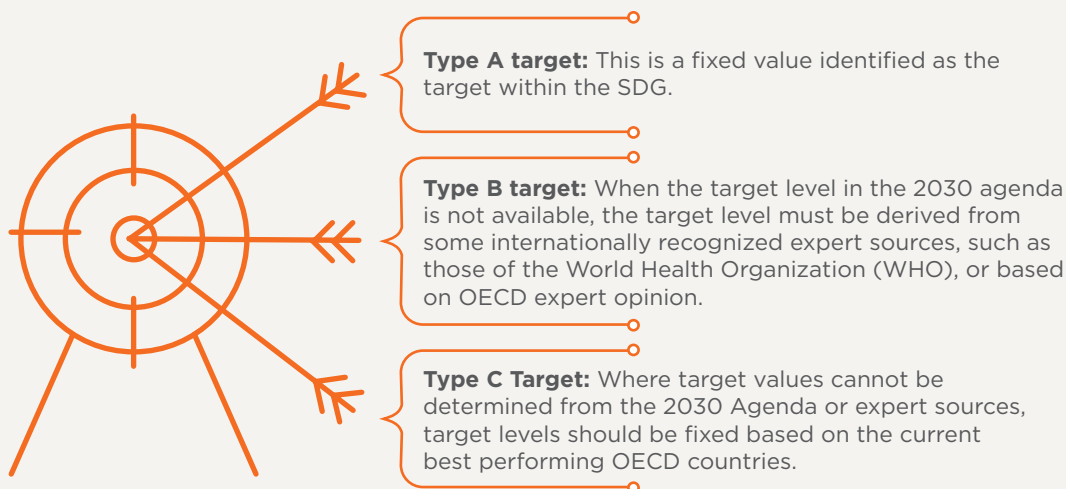 Type A target: This is a fixed value identified as the
target within the SDG.
Type B target: When the target level in the 2030 agenda
is not available, the target level must be derived from
some internationally recognized expert sources, such as
those of the World Health Organization (WHO), or based
on OECD expert opinion.
Type C Target: Where target values cannot be
determined from the 2030 Agenda or expert sources,
target levels should be fixed based on the current
best performing OECD countries.